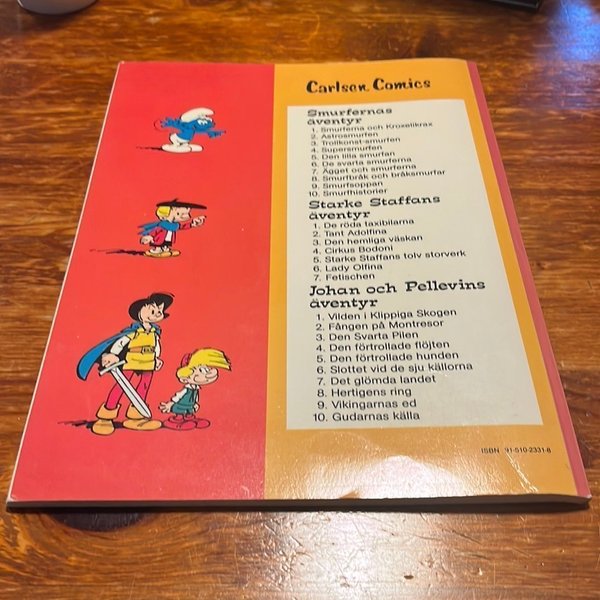 Carlsen Comics
Smurfernas
äventyr
1. Smurferna och Kroxelikrax
2. Astrosmurfen
3. Trollkonst-smurfen
4. Supersmurfen
5. Den lilla smurfan
6. De svarta smurferna
7. Ägget och smurferna
8. Smurfbråk och bråksmurfar
9. Smurfsoppan
10. Smurfhistorier
Starke Staffans
äventyr
1. De röda taxibilarna
2. Tant Adolfina
3. Den hemliga väskan
4. Cirkus Bodoni
5. Starke Staffans tolv storverk
6. Lady Olfina
7. Fetischen
Johan och Pellevins
äventyr
1. Vilden i Klippiga Skogen
2. Fången på Montresor
3. Den Svarta Pilen
4. Den förtrollade flöjten
5. Den förtrollade hunden
6. Slottet vid de sju källorna
7. Det glömda landet
8. Hertigens ring
9. Vikingarnas ed
10. Gudarnas källa
ISBN 91-510-2331-8